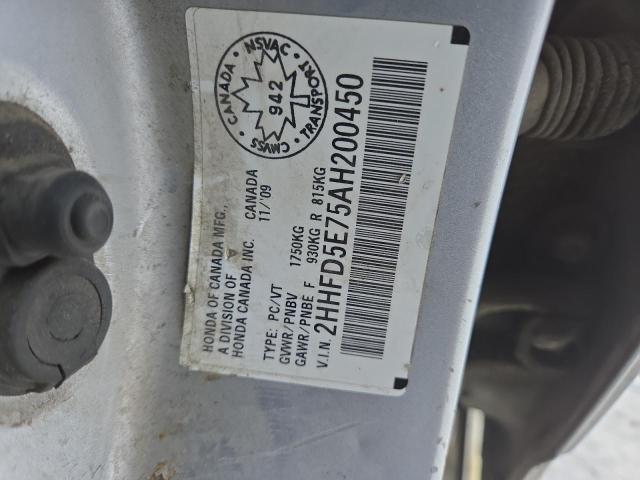 HONDA OF CANADA MFG., CANADA
A DIVISION OF 11/'09
HONDA CANADA INC.
TYPE: PC/VT
GVWR/PNBV 1750KG
GAWR/PNBE F 930KG R 815KG
V.I.N. 2HHFD5E75AH200450
CANADA
NSVAC
942
CMVSS
TRANSPORT